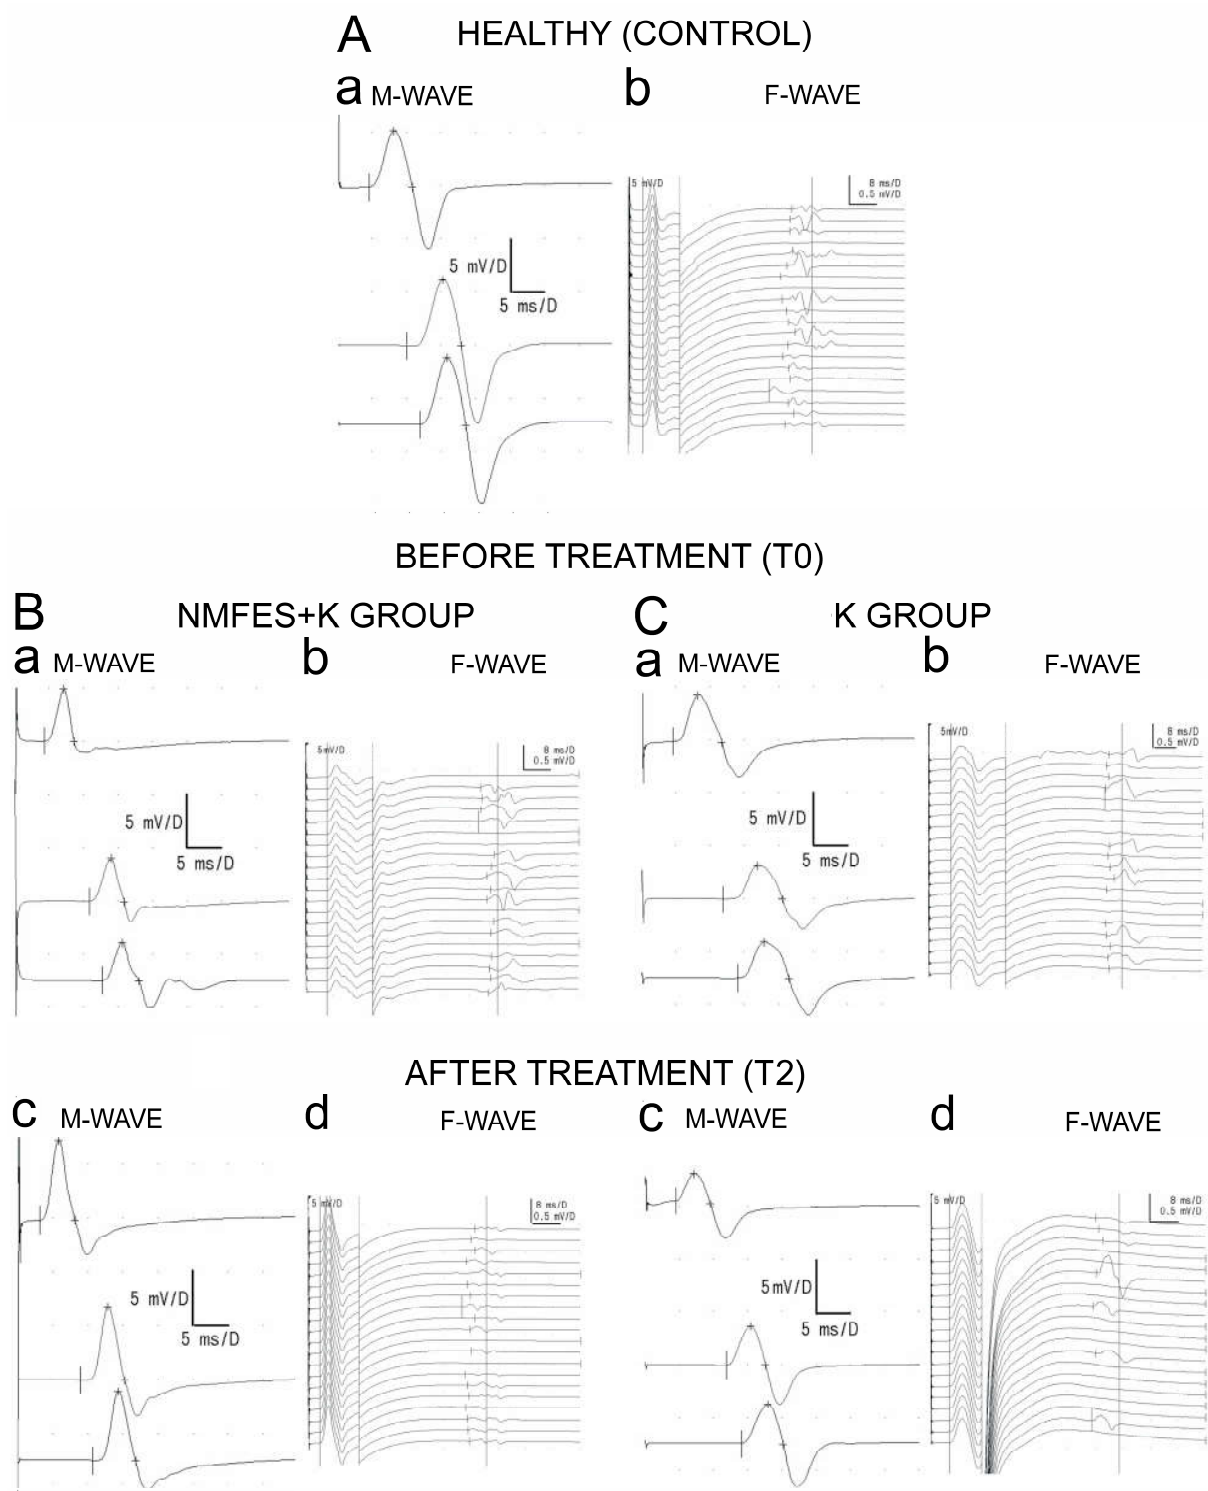 A HEALTHY (CONTROL)
a M-WAVE b F-WAVE
5 mV/D
8 ms/D
0.5 mV/D
5 mV/D
5 ms/D
BEFORE TREATMENT (T0)
B NMFES+K GROUP C K GROUP
a M-WAVE b F-WAVE a M-WAVE b F-WAVE
5mV/D
8 ms/D
0.5 mV/D
5mV/D
8 ms/D
0.5 mV/D
5 mV/D
5 ms/D
5 mV/D
5 ms/D
AFTER TREATMENT (T2)
c M-WAVE d F-WAVE c M-WAVE d F-WAVE
5 mV/D
8 ms/D
0.5 mV/D
5 mV/D
8 ms/D
0.5 mV/D
5 mV/D
5 ms/D
5mV/D
5 ms/D